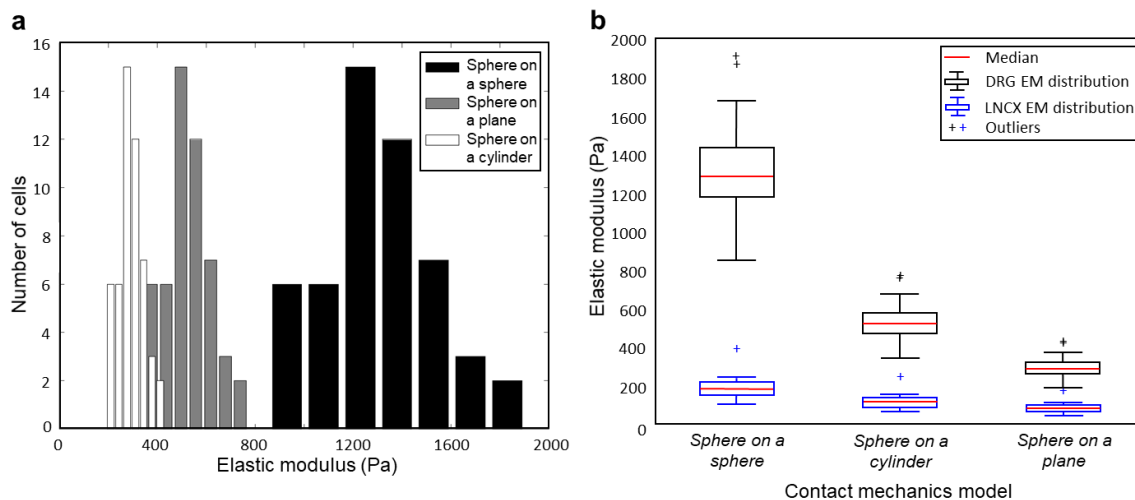 a
16
14
12
10
8
6
4
2
0
Number of cells
0 400 800 1200 1600 2000
Elastic modulus (Pa)
Sphere on
a sphere
Sphere on
a plane
Sphere on
a cylinder
b
2000
1800
1600
1400
1200
1000
800
600
400
200
0
Elastic modulus (Pa)
Median
DRG EM distribution
LNCX EM distribution
Outliers
Sphere on a
sphere
Sphere on a
cylinder
Sphere on a
plane
Contact mechanics model